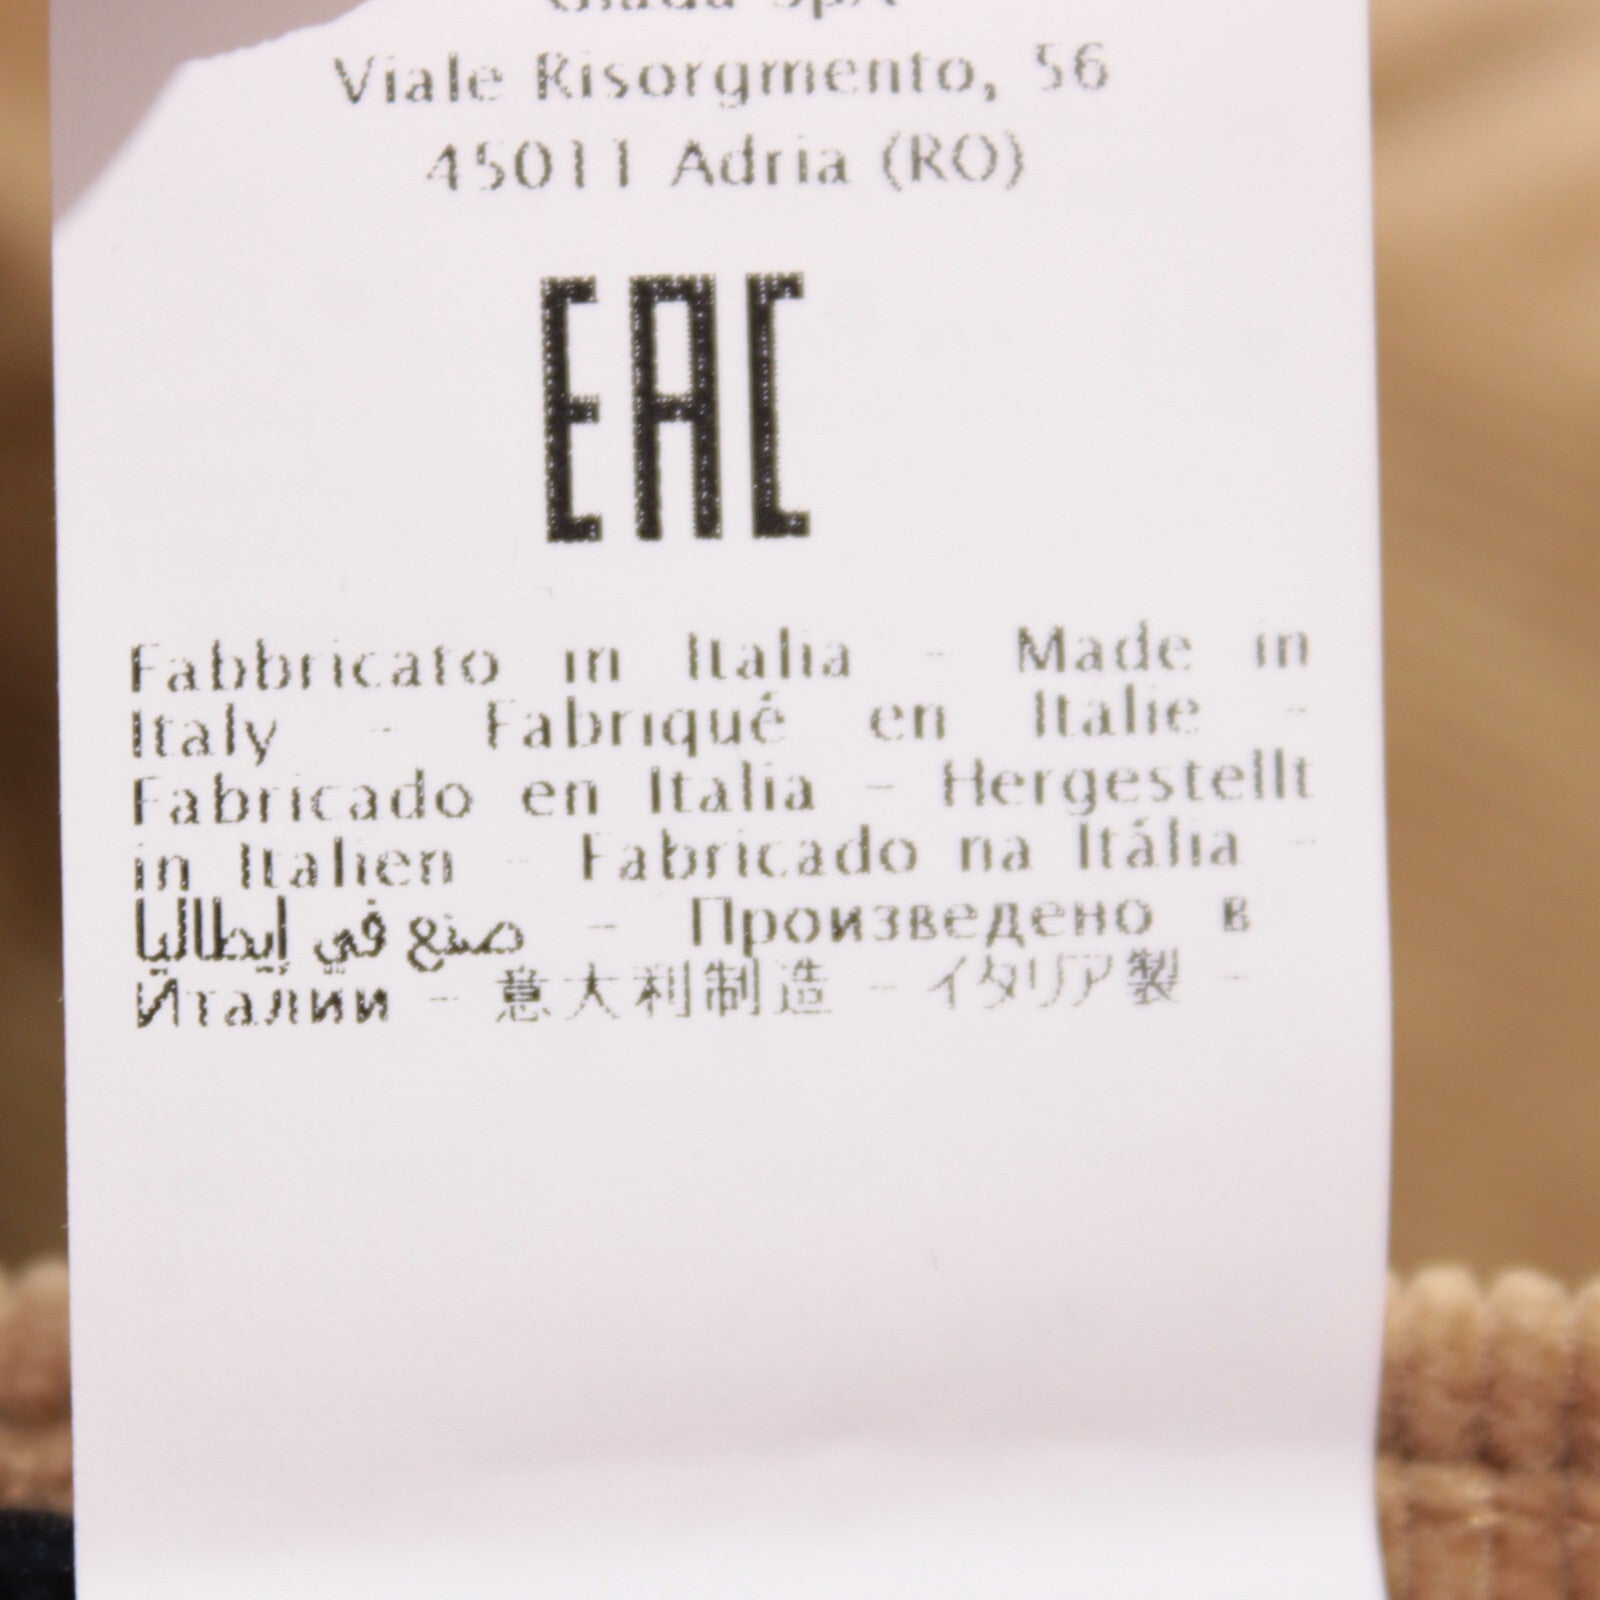 Giada SpA
Viale Risorgmento, 56
45011 Adria (RO)
EAC
Fabbricato in Italia - Made in
Italy - Fabriqué en Italie -
Fabricado en Italia - Hergestellt
in Italien - Fabricado na Itália -
صنع في إيطاليا - Произведено в
Италии - 意大利制造 - イタリア製 -